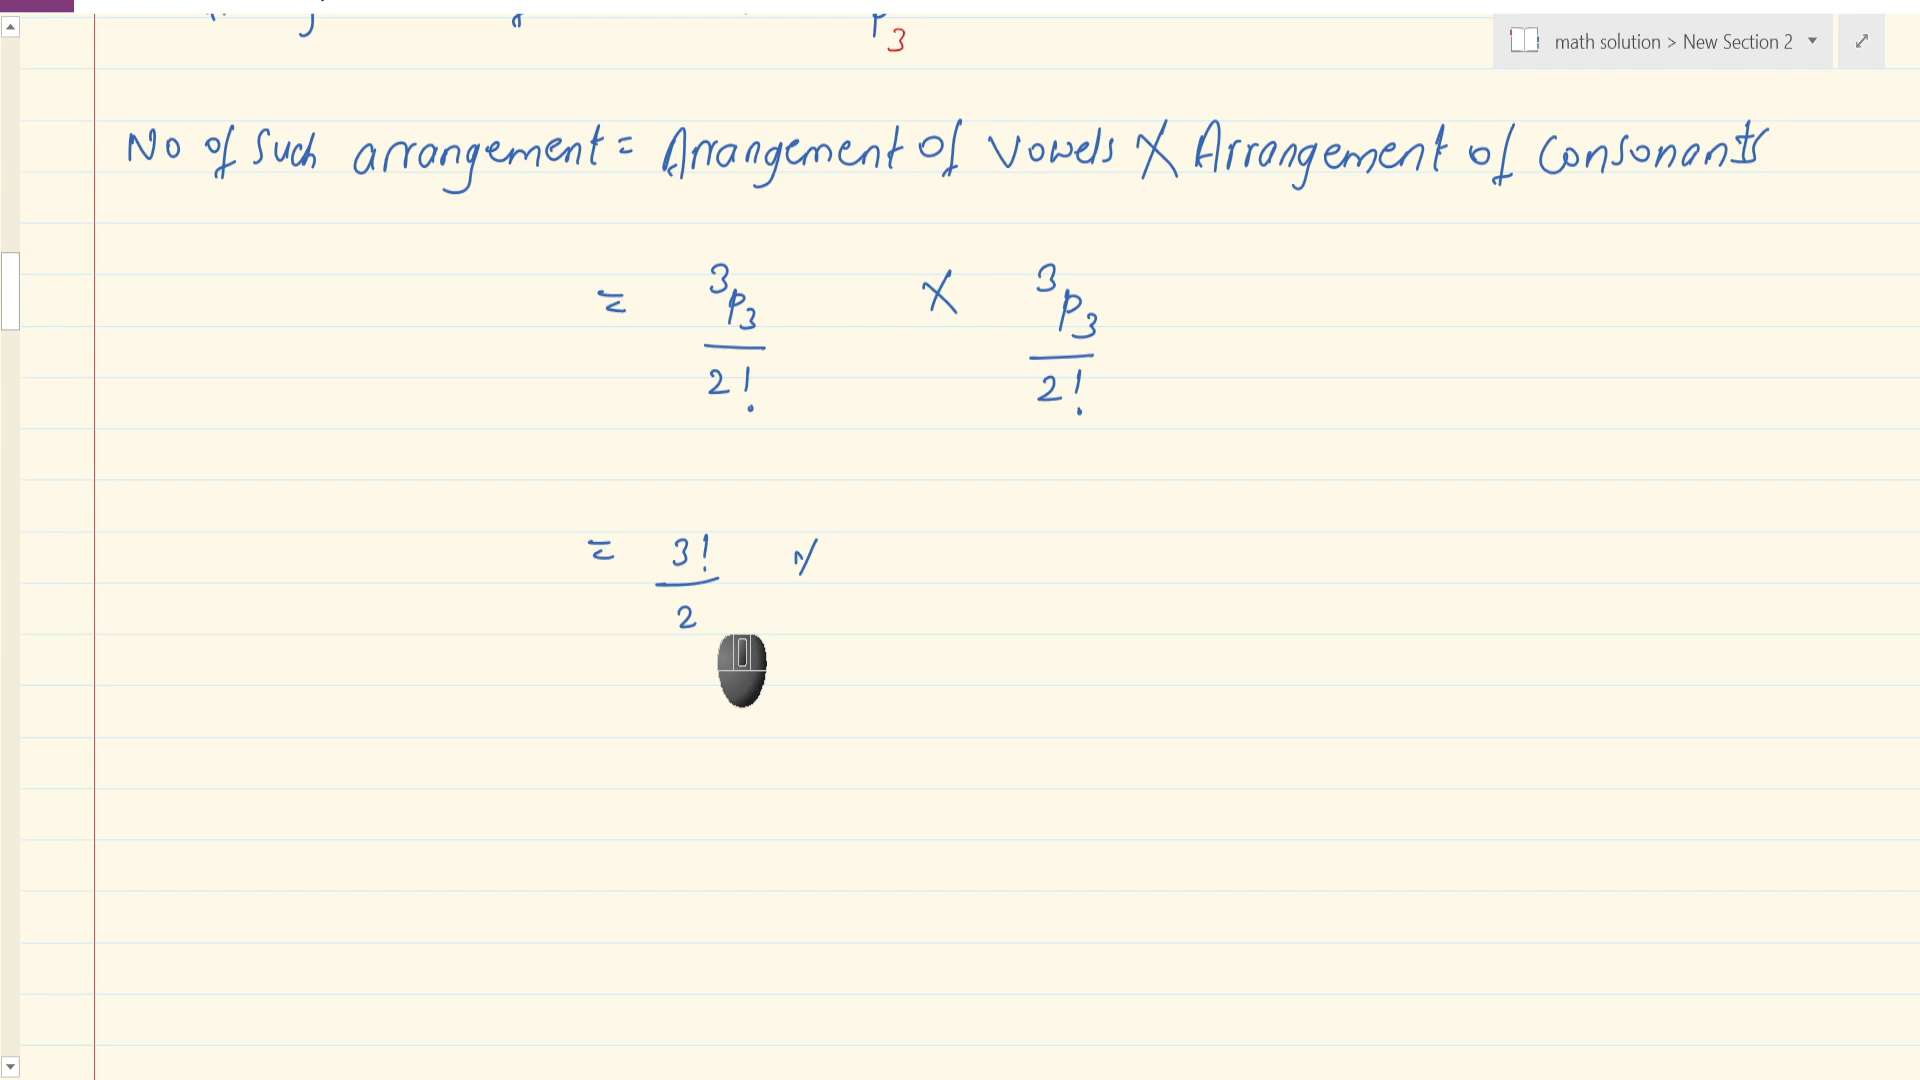 math solution > New Section 2
3
No of Such arrangement = Arrangement of Vowels X Arrangement of Consonants
= ³P₃ X ³P₃
2! 2!
= 3!
2